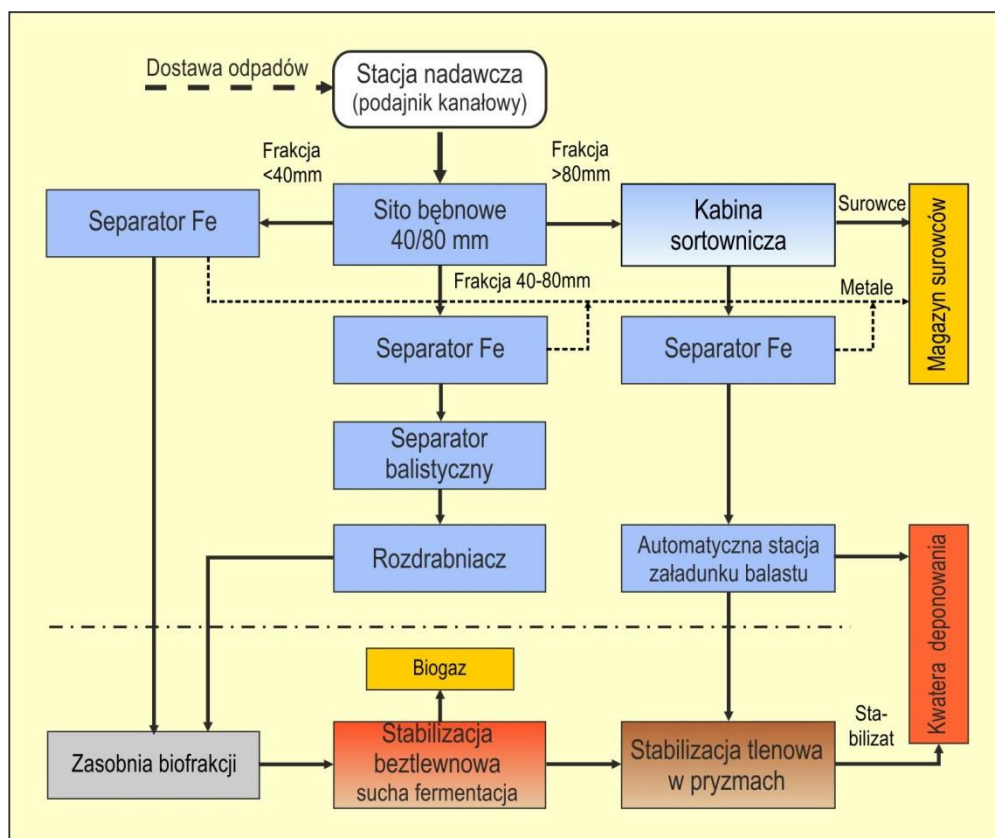 Dostawa odpadów
Stacja nadawcza
(podajnik kanałowy)
Frakcja
<40mm
Frakcja
>80mm
Separator Fe
Sito bębnowe
40/80 mm
Kabina
sortownicza
Surowce
Magazyn surowców
Frakcja 40-80mm
Metale
Separator Fe
Separator Fe
Separator
balistyczny
Rozdrabniacz
Automatyczna stacja
załadunku balastu
Kwatera deponowania
Biogaz
Zasobnia biofrakcji
Stabilizacja
beztlewnowa
sucha fermentacja
Stabilizacja tlenowa
w pryzmach
Sta-
bilizat